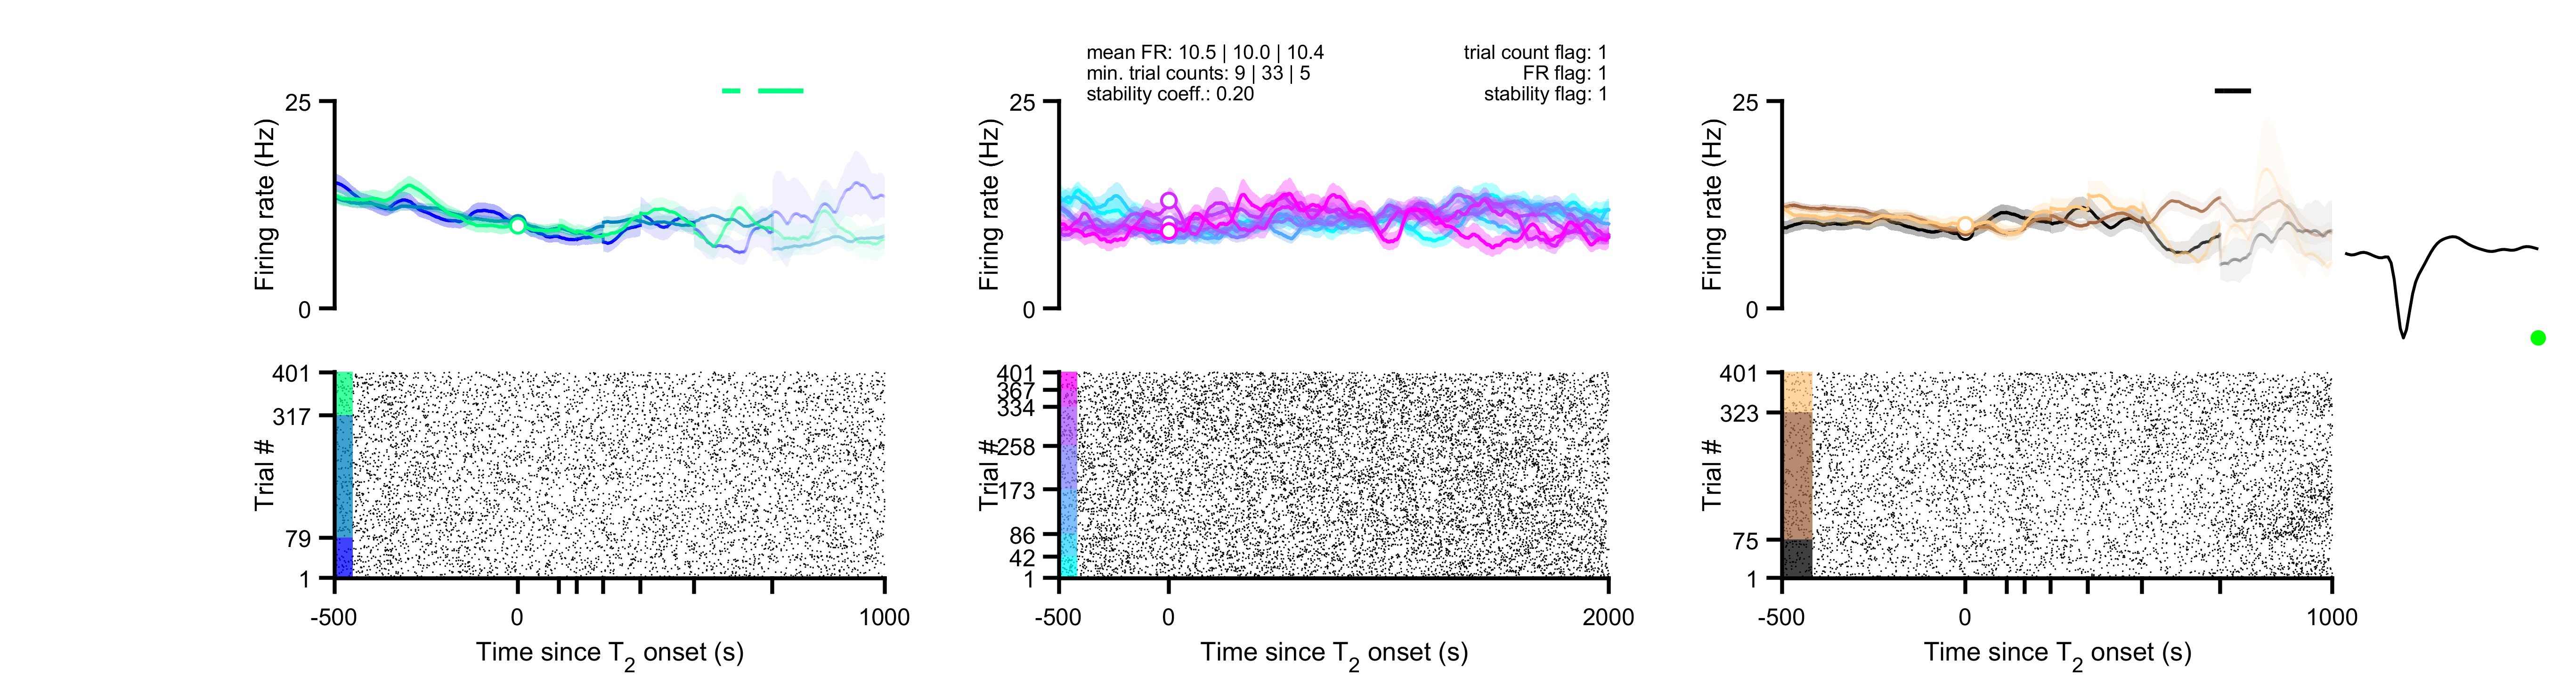 mean FR: 10.5 | 10.0 | 10.4
min. trial counts: 9 | 33 | 5
stability coeff.: 0.20
trial count flag: 1
FR flag: 1
stability flag: 1
25
0
Firing rate (Hz)
25
0
Firing rate (Hz)
25
0
Firing rate (Hz)
401
317
79
1
Trial #
-500
0
1000
Time since T2 onset (s)
401
367
334
258
173
86
42
1
Trial #
-500
0
2000
Time since T2 onset (s)
401
323
75
1
Trial #
-500
0
1000
Time since T2 onset (s)